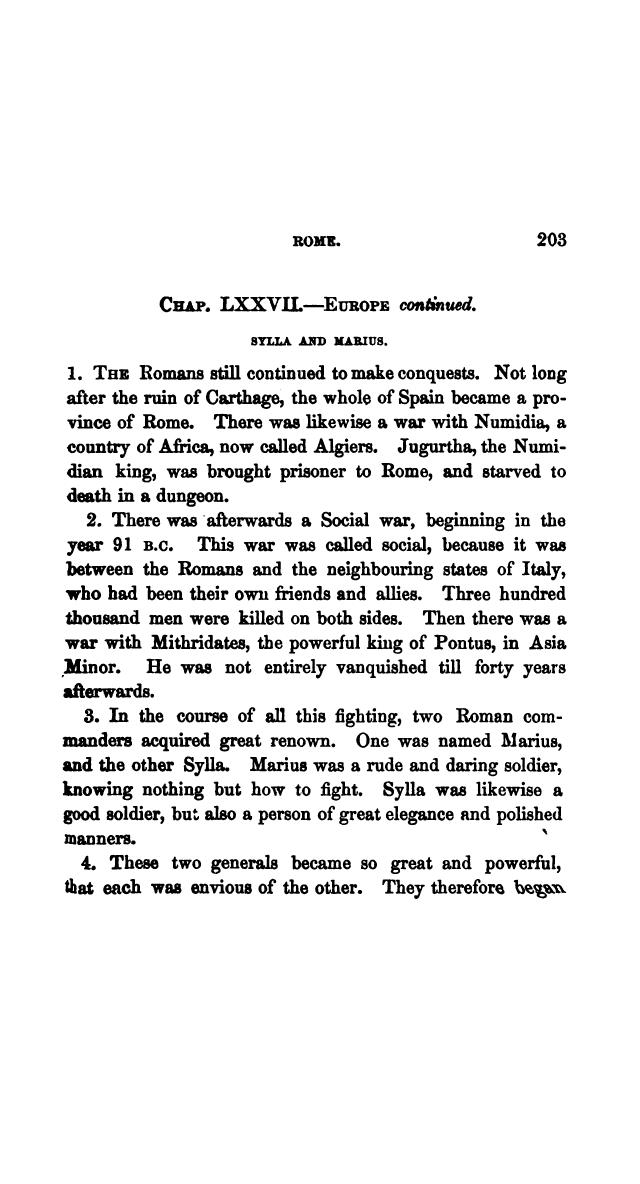 ROME. 203
CHAP. LXXVII.—EUROPE continued.
SYLLA AND MARIUS.
1. THE Romans still continued to make conquests. Not long
after the ruin of Carthage, the whole of Spain became a pro-
vince of Rome. There was likewise a war with Numidia, a
country of Africa, now called Algiers. Jugurtha, the Numi-
dian king, was brought prisoner to Rome, and starved to
death in a dungeon.
2. There was afterwards a Social war, beginning in the
year 91 B.C. This war was called social, because it was
between the Romans and the neighbouring states of Italy,
who had been their own friends and allies. Three hundred
thousand men were killed on both sides. Then there was a
war with Mithridates, the powerful king of Pontus, in Asia
Minor. He was not entirely vanquished till forty years
afterwards.
3. In the course of all this fighting, two Roman com-
manders acquired great renown. One was named Marius,
and the other Sylla. Marius was a rude and daring soldier,
knowing nothing but how to fight. Sylla was likewise a
good soldier, but also a person of great elegance and polished
manners.
4. These two generals became so great and powerful,
that each was envious of the other. They therefore began